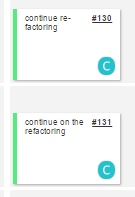 continue re- #130
factoring
C
continue on the #131
refactoring
C